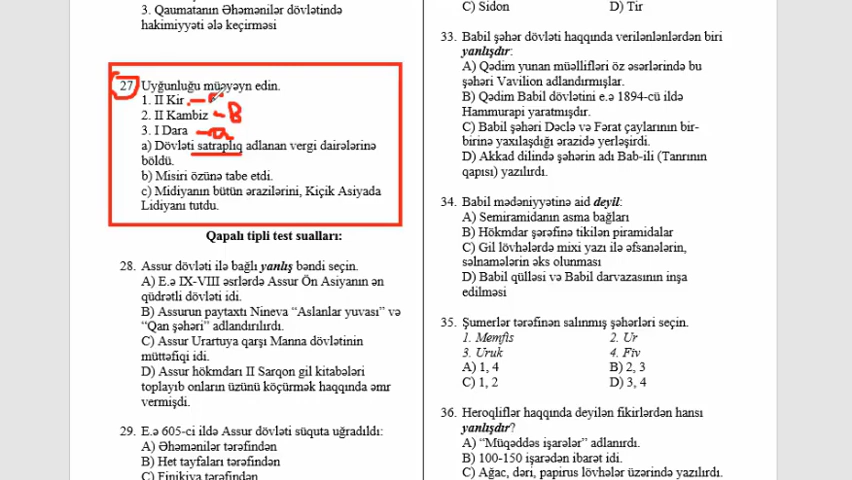 3. Qaumatanın Əhəmənilər dövlətində
hakimiyyəti ələ keçirməsi
27. Uyğunluğu müəyyən edin.
1. II Kir
2. II Kambiz - B
3. I Dara - a
a) Dövləti satraplıq adlanan vergi dairələrinə
böldü.
b) Misiri özünə tabe etdi.
c) Midiyanın bütün ərazilərini, Kiçik Asiyada
Lidiyanı tutdu.
Qapalı tipli test sualları:
28. Assur dövləti ilə bağlı yanlış bəndi seçin.
A) E.ə IX-VIII əsrlərdə Assur Ön Asiyanın ən
qüdrətli dövləti idi.
B) Assurun paytaxtı Nineva “Aslanlar yuvası” və
“Qan şəhəri” adlandırılırdı.
C) Assur Urartuya qarşı Manna dövlətinin
müttəfiqi idi.
D) Assur hökmdarı II Sarqon gil kitabələri
toplayıb onların üzünü köçürmək haqqında əmr
vermişdi.
29. E.ə 605-ci ildə Assur dövləti süquta uğradıldı:
A) Əhəmənilər tərəfindən
B) Het tayfaları tərəfindən
C) Finikiya tərəfindən
C) Sidon D) Tir
33. Babil şəhər dövləti haqqında verilənlənlərdən biri
yanlışdır:
A) Qədim yunan müəllifləri öz əsərlərində bu
şəhəri Vavilion adlandırmışlar.
B) Qədim Babil dövlətini e.ə 1894-cü ildə
Hammurapi yaratmışdır.
C) Babil şəhəri Dəclə və Fərat çaylarının bir-
birinə yaxılaşdığı ərazidə yerləşirdi.
D) Akkad dilində şəhərin adı Bab-ili (Tanrının
qapısı) yazılırdı.
34. Babil mədəniyyətinə aid deyil:
A) Semiramidanın asma bağları
B) Hökmdar şərəfinə tikilən piramidalar
C) Gil lövhələrdə mixi yazı ilə əfsanələrin,
səlnamələrin əks olunması
D) Babil qülləsi və Babil darvazasının inşa
edilməsi
35. Şumerlər tərəfinən salınmış şəhərləri seçin.
1. Memfis 2. Ur
3. Uruk 4. Fiv
A) 1, 4 B) 2, 3
C) 1, 2 D) 3, 4
36. Heroqliflər haqqında deyilən fikirlərdən hansı
yanlışdır?
A) “Müqəddəs işarələr” adlanırdı.
B) 100-150 işarədən ibarət idi.
C) Ağac, dəri, papirus lövhələr üzərində yazılırdı.